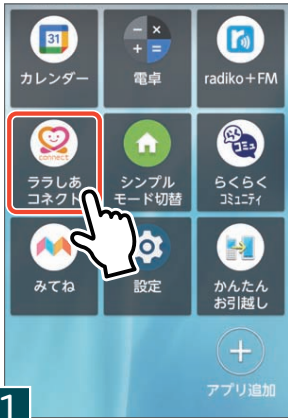 31
カレンダー
電卓
radiko+FM
connect
ららしあ
コネクト
シンプル
モード切替
らく
らく
コミュ
らくらく
コミュニティ
みてね
設定
かんたん
お引越し
アプリ追加
1